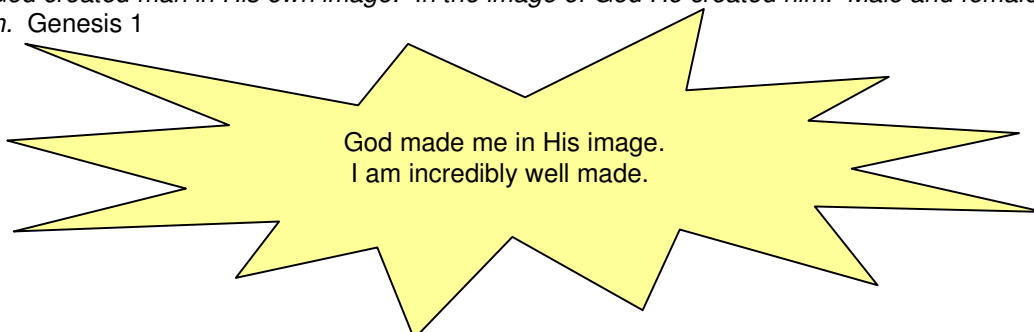 God created man in His own image. In the image of God He created him. Male and female
Genesis 1
God made me in His image.
I am incredibly well made.